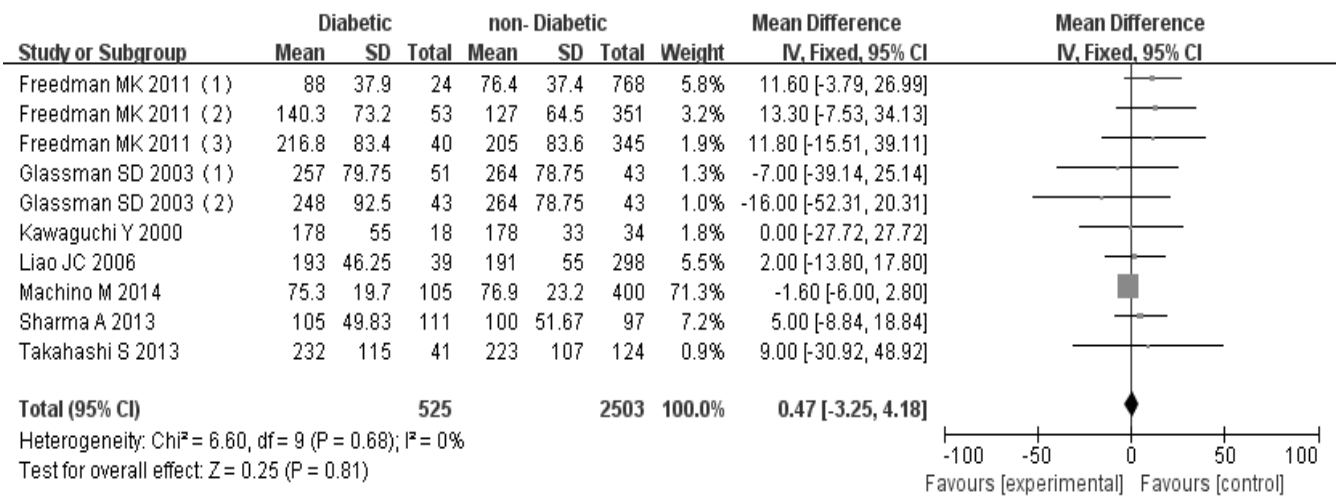 Diabetic non- Diabetic Mean Difference Mean Difference
Study or Subgroup Mean SD Total Mean SD Total Weight IV, Fixed, 95% CI IV, Fixed, 95% CI
Freedman MK 2011 (1) 88 37.9 24 76.4 37.4 768 5.8% 11.60 [-3.79, 26.99]
Freedman MK 2011 (2) 140.3 73.2 53 127 64.5 351 3.2% 13.30 [-7.53, 34.13]
Freedman MK 2011 (3) 216.8 83.4 40 205 83.6 345 1.9% 11.80 [-15.51, 39.11]
Glassman SD 2003 (1) 257 79.75 51 264 78.75 43 1.3% -7.00 [-39.14, 25.14]
Glassman SD 2003 (2) 248 92.5 43 264 78.75 43 1.0% -16.00 [-52.31, 20.31]
Kawaguchi Y 2000 178 55 18 178 33 34 1.8% 0.00 [-27.72, 27.72]
Liao JC 2006 193 46.25 39 191 55 298 5.5% 2.00 [-13.80, 17.80]
Machino M 2014 75.3 19.7 105 76.9 23.2 400 71.3% -1.60 [-6.00, 2.80]
Sharma A 2013 105 49.83 111 100 51.67 97 7.2% 5.00 [-8.84, 18.84]
Takahashi S 2013 232 115 41 223 107 124 0.9% 9.00 [-30.92, 48.92]
Total (95% CI) 525 2503 100.0% 0.47 [-3.25, 4.18]
Heterogeneity: Chi² = 6.60, df = 9 (P = 0.68); I² = 0%
Test for overall effect: Z = 0.25 (P = 0.81)
-100 -50 0 50 100
Favours [experimental] Favours [control]